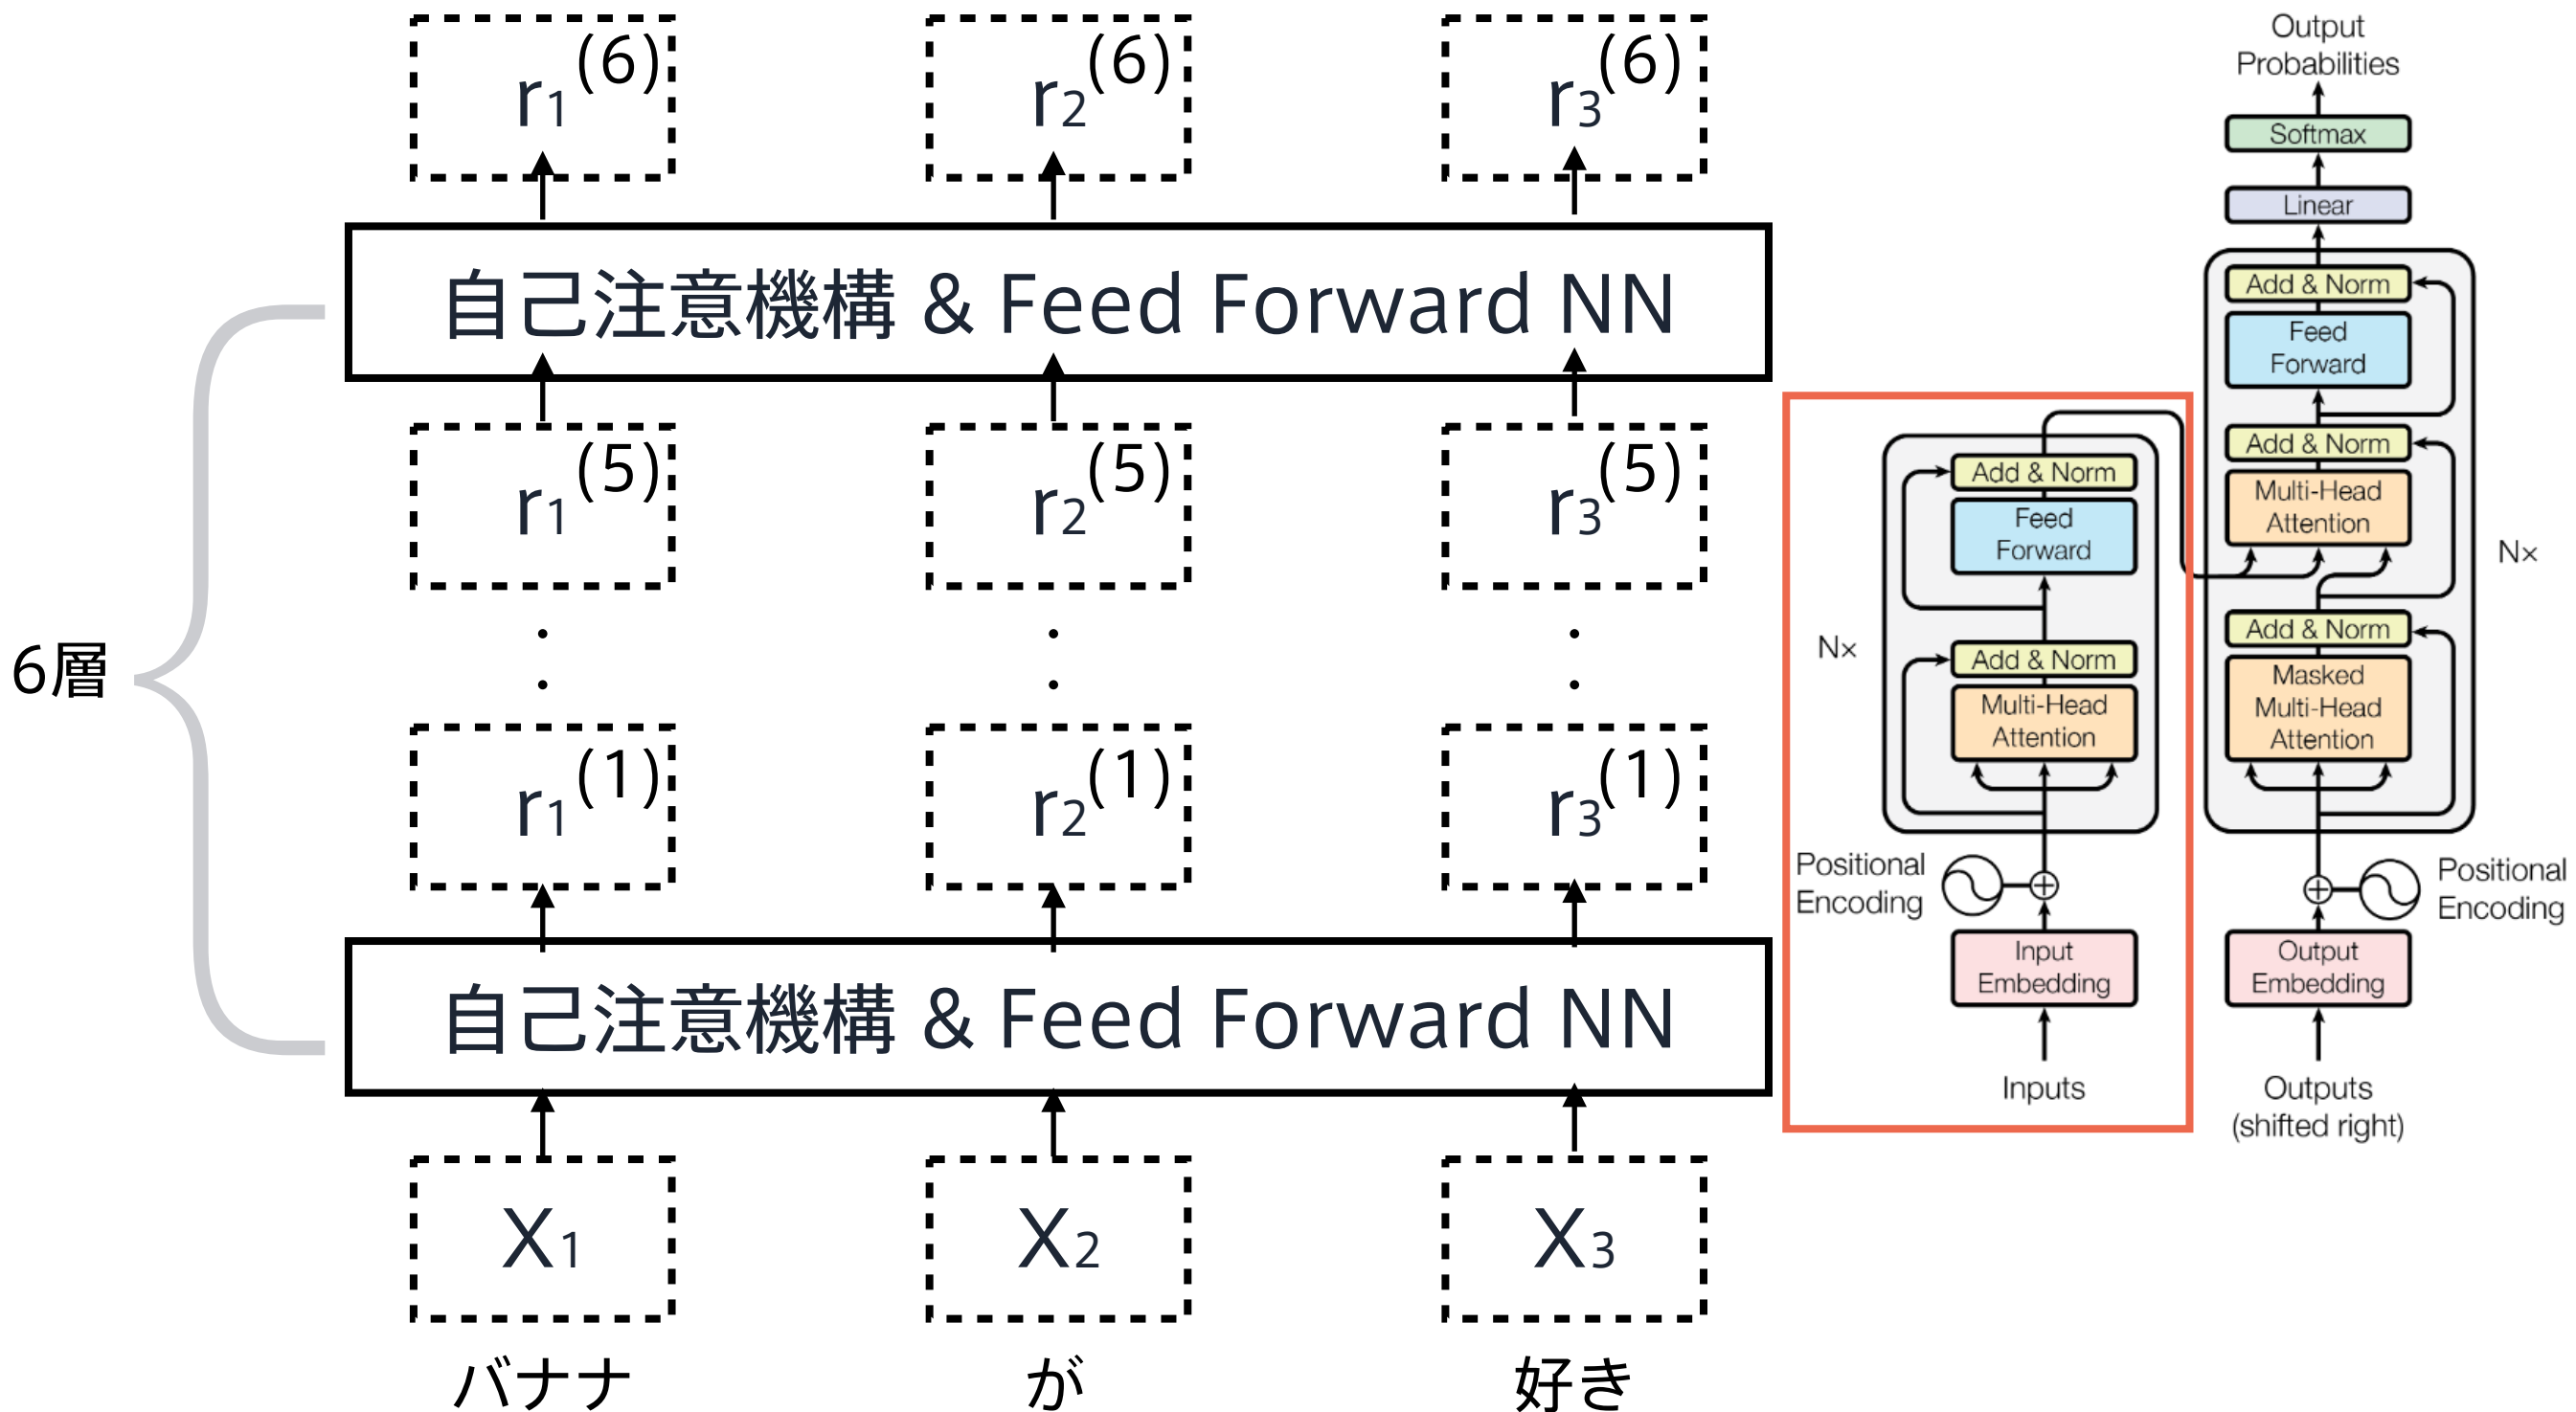 r1(6) r2(6) r3(6)
自己注意機構 & Feed Forward NN
r1(5) r2(5) r3(5)
6層
r1(1) r2(1) r3(1)
自己注意機構 & Feed Forward NN
X1 X2 X3
バナナ が 好き
Output
Probabilities
Softmax
Linear
Add & Norm
Feed
Forward
Add & Norm
Multi-Head
Attention
N×
Add & Norm
Masked
Multi-Head
Attention
Positional
Encoding
Output
Embedding
Outputs
(shifted right)
Add & Norm
Feed
Forward
N×
Add & Norm
Multi-Head
Attention
Positional
Encoding
Input
Embedding
Inputs